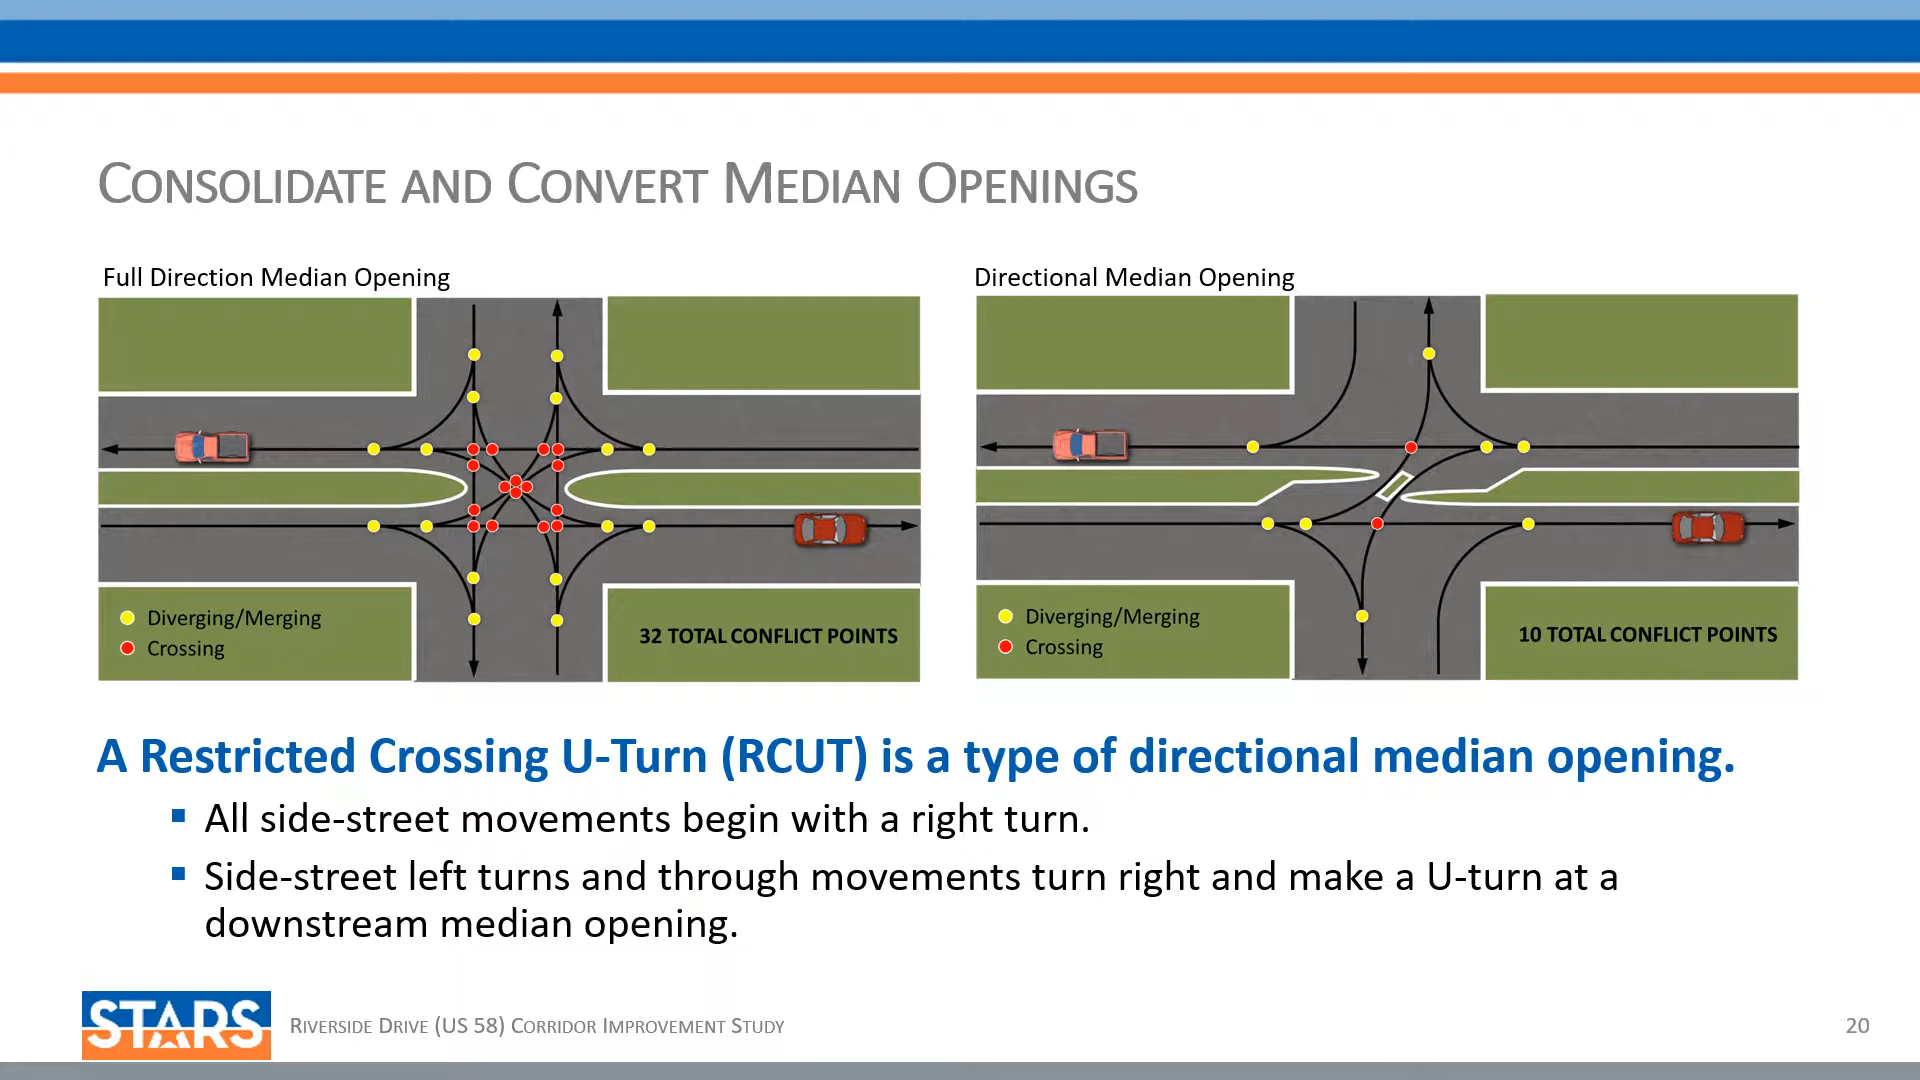 CONSOLIDATE AND CONVERT MEDIAN OPENINGS
Full Direction Median Opening
Diverging/Merging
Crossing
32 TOTAL CONFLICT POINTS
Directional Median Opening
Diverging/Merging
Crossing
10 TOTAL CONFLICT POINTS
A Restricted Crossing U-Turn (RCUT) is a type of directional median opening.
▪ All side-street movements begin with a right turn.
▪ Side-street left turns and through movements turn right and make a U-turn at a
downstream median opening.
STARS
RIVERSIDE DRIVE (US 58) CORRIDOR IMPROVEMENT STUDY
20